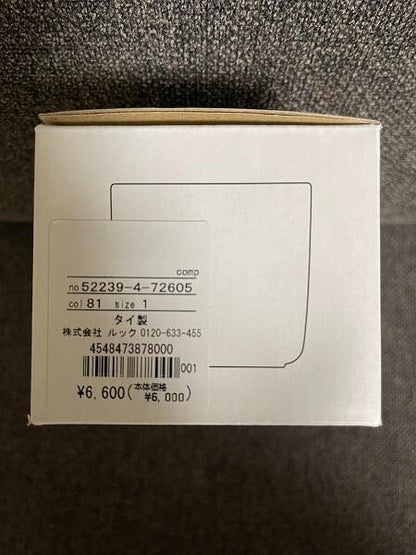 comp
no 52239-4-72605
col 81 size 1
タイ製
株式会社 ルック 0120-633-455
4548473878000
001
¥6,600(本体価格
¥6,000)